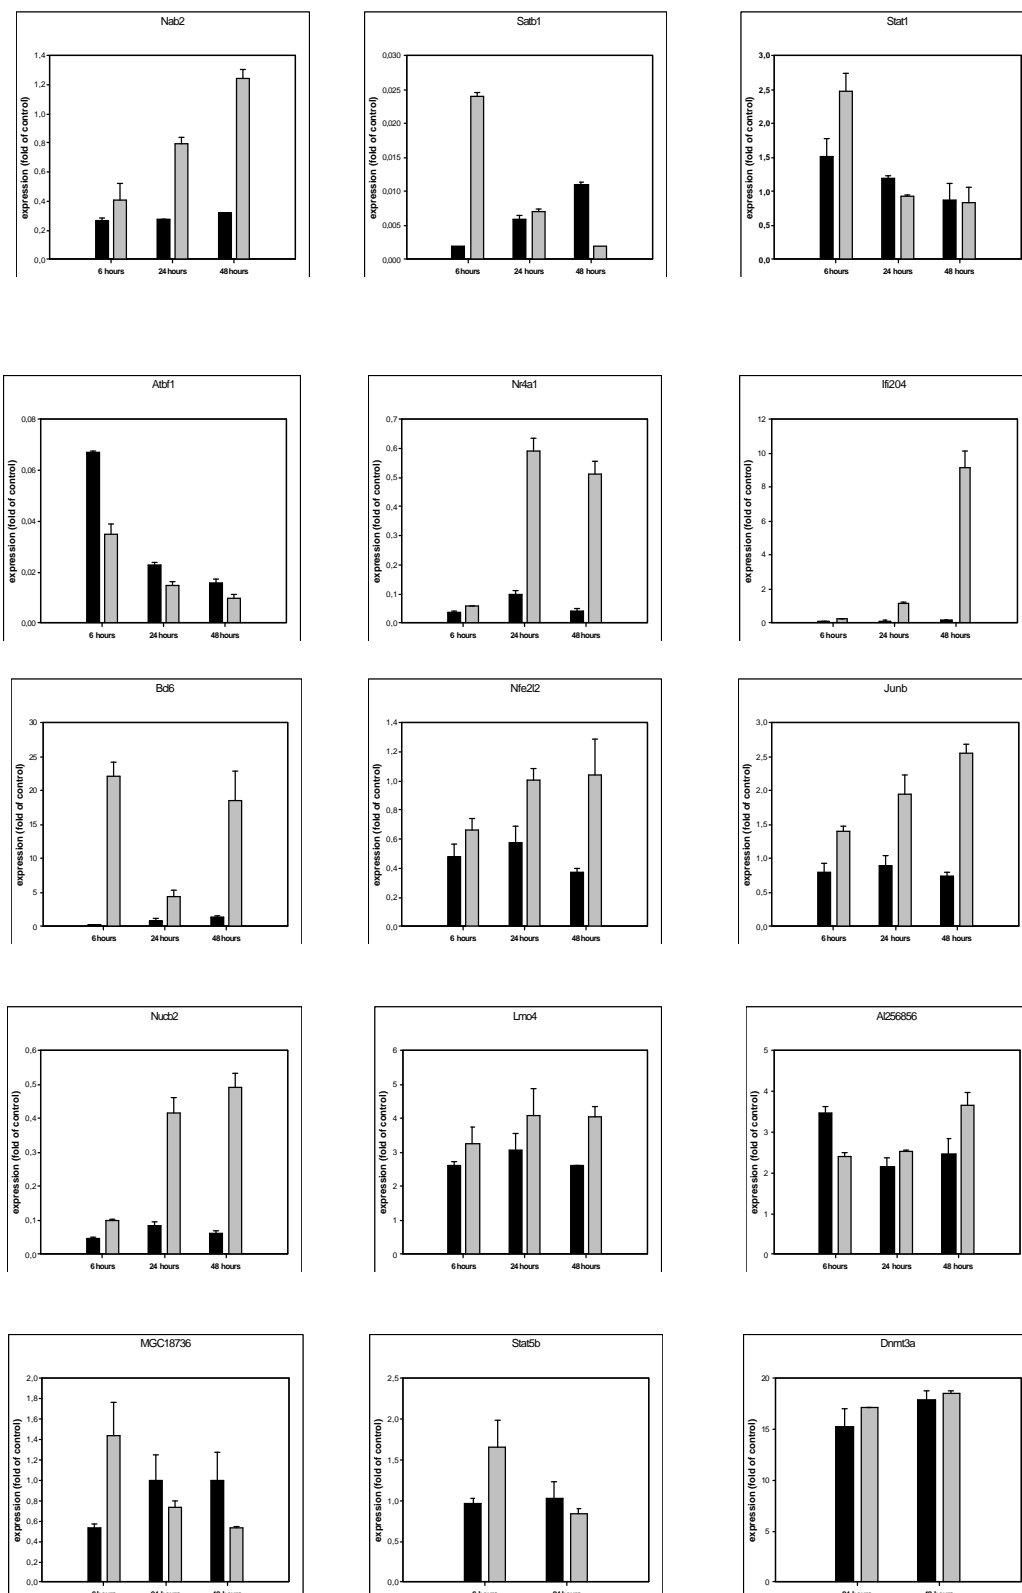 Nab2
expression (fold of control)
1,4
1,2
1,0
0,8
0,6
0,4
0,2
0,0
6 hours 24 hours 48 hours
Satb1
expression (fold of control)
0,030
0,025
0,020
0,015
0,010
0,005
0,000
6 hours 24 hours 48 hours
Stat1
expression (fold of control)
3,0
2,5
2,0
1,5
1,0
0,5
0,0
6 hours 24 hours 48 hours
Atbf1
expression (fold of control)
0,08
0,06
0,04
0,02
0,00
6 hours 24 hours 48 hours
Nr4a1
expression (fold of control)
0,7
0,6
0,5
0,4
0,3
0,2
0,1
0,0
6 hours 24 hours 48 hours
Ifi204
expression (fold of control)
12
10
8
6
4
2
0
6 hours 24 hours 48 hours
Bcl6
expression (fold of control)
30
25
20
15
10
5
0
6 hours 24 hours 48 hours
Nfe2l2
expression (fold of control)
1,4
1,2
1,0
0,8
0,6
0,4
0,2
0,0
6 hours 24 hours 48 hours
Junb
expression (fold of control)
3,0
2,5
2,0
1,5
1,0
0,5
0,0
6 hours 24 hours 48 hours
Nucb2
expression (fold of control)
0,6
0,5
0,4
0,3
0,2
0,1
0,0
6 hours 24 hours 48 hours
Lmo4
expression (fold of control)
6
5
4
3
2
1
0
6 hours 24 hours 48 hours
AI256856
expression (fold of control)
5
4
3
2
1
0
6 hours 24 hours 48 hours
MGC18736
expression (fold of control)
2,0
1,8
1,6
1,4
1,2
1,0
0,8
0,6
0,4
0,2
0,0
Stat5b
expression (fold of control)
2,5
2,0
1,5
1,0
0,5
0,0
Dnmt3a
expression (fold of control)
20
15
10
5
0